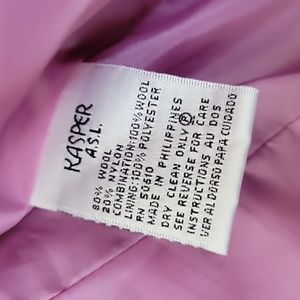 KASPER
A.S.L.
80% WOOL
20% NYLON
COMBINATION:100% WOOL
LINING:100% POLYESTER
RN 50610
MADE IN PHILIPPINES
DRY CLEAN ONLY
SEE REVERSE FOR CARE
INSTRUCTIONS AU DOS
VER AL DORSO PARA CUIDADO